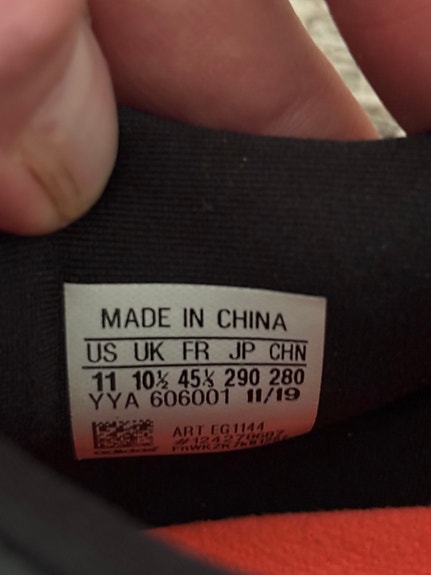 MADE IN CHINA
US UK FR JP CHN
11 10½ 45⅓ 290 280
YYA 606001 11/19
ART EG1144
adidas